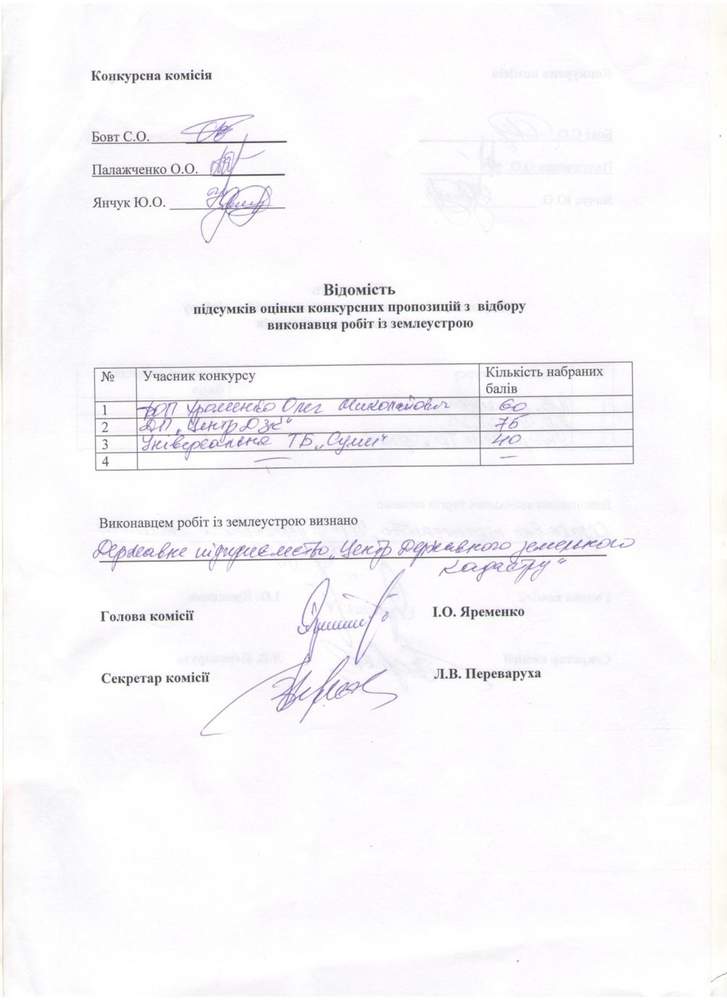 Конкурсна комісія
Бовт С.О.
Палажченко О.О.
Янчук Ю.О.
Відомість
підсумків оцінки конкурсних пропозицій з відбору
виконавця робіт із землеустрою
№ Учасник конкурсу Кількість набраних балів
1 ФОП Олег Миколайович 60
2 ДП „Центр ДЗК" 75
3 Універсальна ТБ „Суми" 40
4 — —
Виконавцем робіт із землеустрою визнано
Державне підприємство „Центр Державного земельного
кадастру"
Голова комісії І.О. Яременко
Секретар комісії Л.В. Переваруха